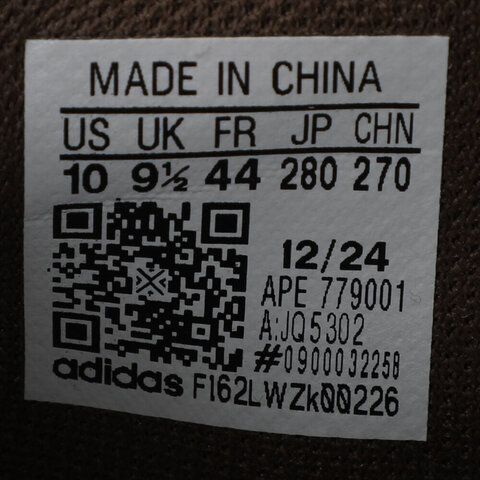 MADE IN CHINA
US UK FR JP CHN
10 9½ 44 280 270
12/24
APE 779001
A:JQ5302
#0900032258
adidas F162LWZk00226